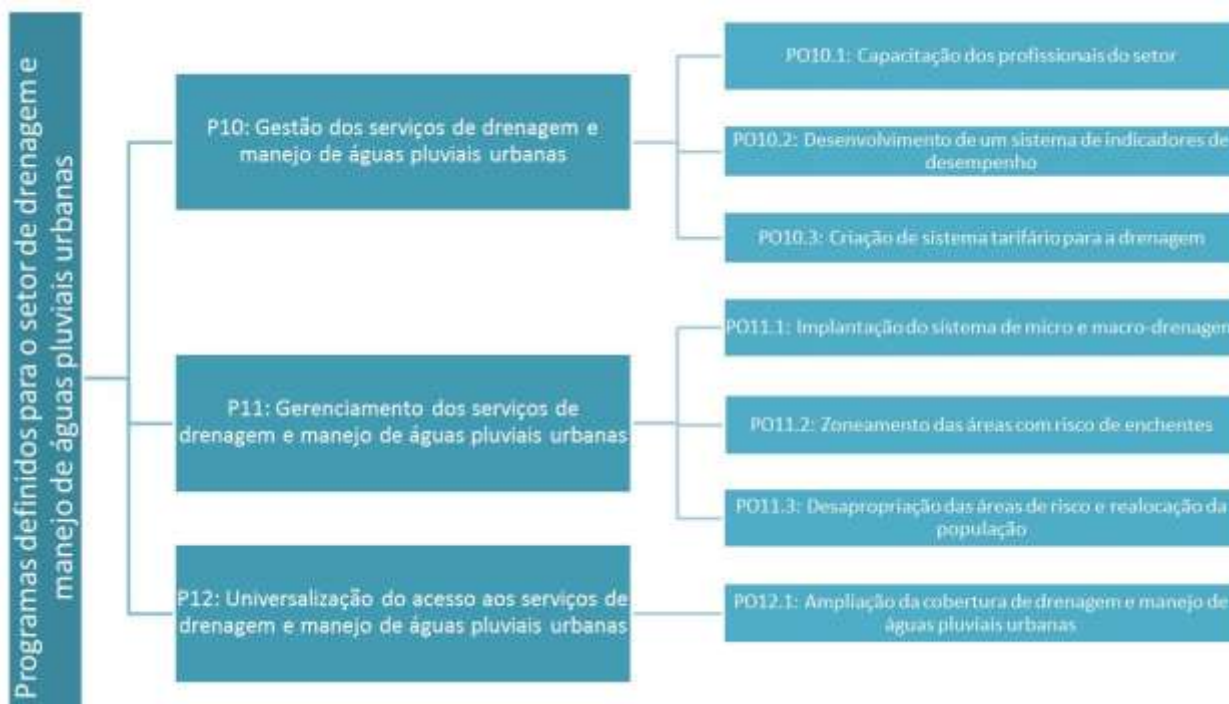 Programas definidos para o setor de drenagem e
manejo de águas pluviais urbanas
P10: Gestão dos serviços de drenagem e
manejo de águas pluviais urbanas
PO10.1: Capacitação dos profissionais do setor
PO10.2: Desenvolvimento de um sistema de indicadores de
desempenho
PO10.3: Criação de sistema tarifário para a drenagem
P11: Gerenciamento dos serviços de
drenagem e manejo de águas pluviais urbanas
PO11.1: Implantação do sistema de micro e macro-drenagem
PO11.2: Zoneamento das áreas com risco de enchentes
PO11.3: Desapropriação das áreas de risco e realocação da
população
P12: Universalização do acesso aos serviços de
drenagem e manejo de águas pluviais urbanas
PO12.1: Ampliação da cobertura de drenagem e manejo de
águas pluviais urbanas